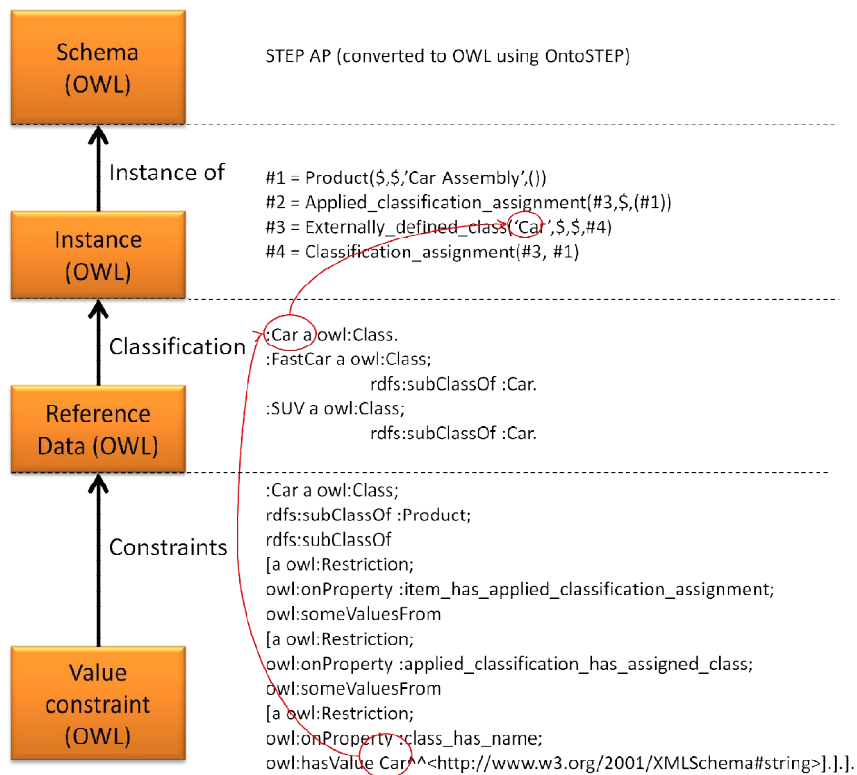 Schema
(OWL)
STEP AP (converted to OWL using OntoSTEP)
Instance of
#1 = Product($,$,’Car Assembly’,())
#2 = Applied_classification_assignment(#3,$,(#1))
#3 = Externally_defined_class(‘Car’,$,$,#4)
#4 = Classification_assignment(#3, #1)
Instance
(OWL)
Classification
:Car a owl:Class.
:FastCar a owl:Class;
rdfs:subClassOf :Car.
:SUV a owl:Class;
rdfs:subClassOf :Car.
Reference
Data (OWL)
Constraints
:Car a owl:Class;
rdfs:subClassOf :Product;
rdfs:subClassOf
[a owl:Restriction;
owl:onProperty :item_has_applied_classification_assignment;
owl:someValuesFrom
[a owl:Restriction;
owl:onProperty :applied_classification_has_assigned_class;
owl:someValuesFrom
[a owl:Restriction;
owl:onProperty :class_has_name;
owl:hasValue Car^^<http://www.w3.org/2001/XMLSchema#string>].].].
Value
constraint
(OWL)